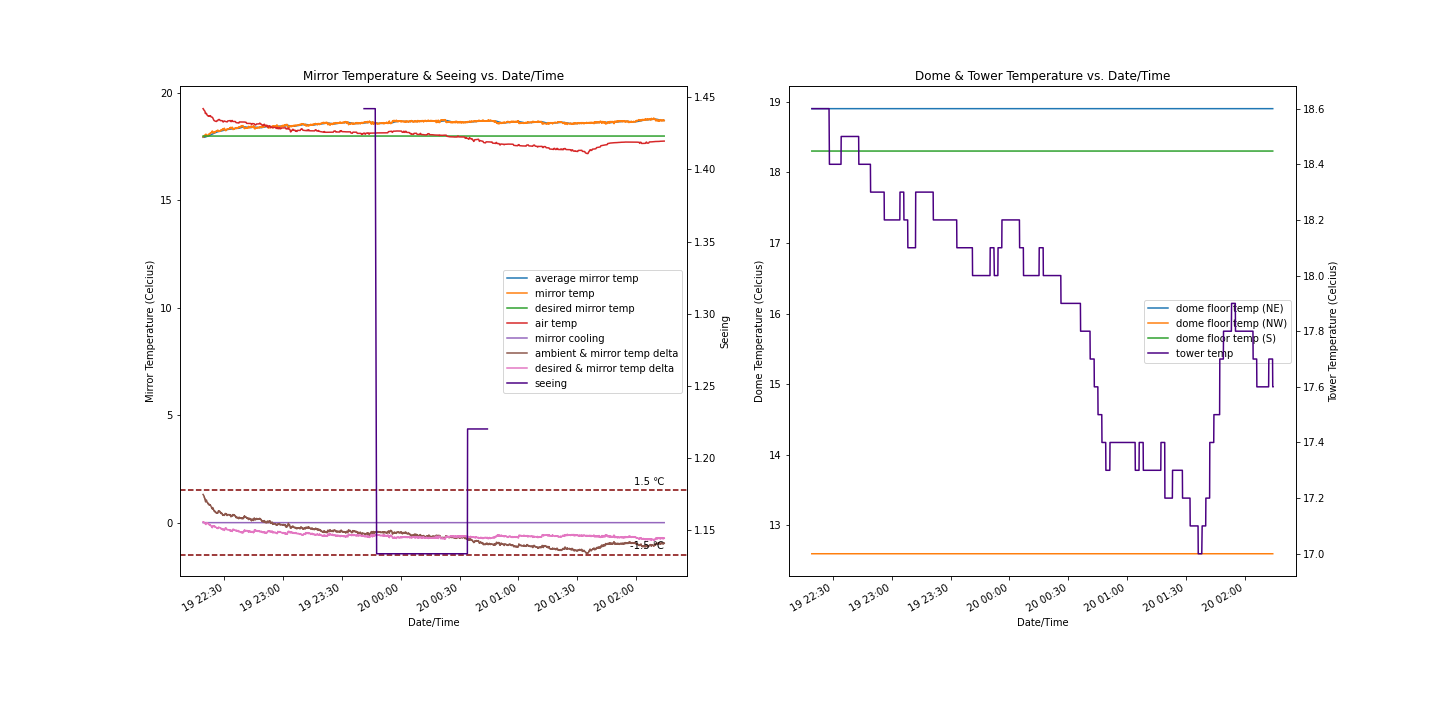 Mirror Temperature & Seeing vs. Date/Time
Mirror Temperature (Celcius)
20
15
10
5
0
1.45
1.40
1.35
1.30
1.25
1.20
1.15
Seeing
average mirror temp
mirror temp
desired mirror temp
air temp
mirror cooling
ambient & mirror temp delta
desired & mirror temp delta
seeing
1.5 °C
-1.5 °C
19 22:30
19 23:00
19 23:30
20 00:00
20 00:30
20 01:00
20 01:30
20 02:00
Date/Time
Dome & Tower Temperature vs. Date/Time
Dome Temperature (Celcius)
19
18
17
16
15
14
13
18.6
18.4
18.2
18.0
17.8
17.6
17.4
17.2
17.0
Tower Temperature (Celcius)
dome floor temp (NE)
dome floor temp (NW)
dome floor temp (S)
tower temp
19 22:30
19 23:00
19 23:30
20 00:00
20 00:30
20 01:00
20 01:30
20 02:00
Date/Time